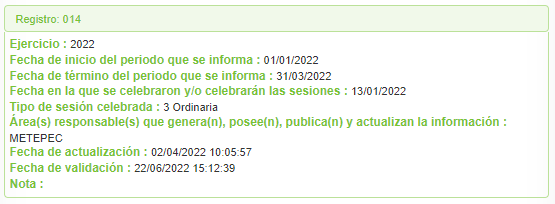 Registro: 014
Ejercicio : 2022
Fecha de inicio del periodo que se informa : 01/01/2022
Fecha de término del periodo que se informa : 31/03/2022
Fecha en la que se celebraron y/o celebrarán las sesiones : 13/01/2022
Tipo de sesión celebrada : 3 Ordinaria
Área(s) responsable(s) que genera(n), posee(n), publica(n) y actualizan la información :
METEPEC
Fecha de actualización : 02/04/2022 10:05:57
Fecha de validación : 22/06/2022 15:12:39
Nota :